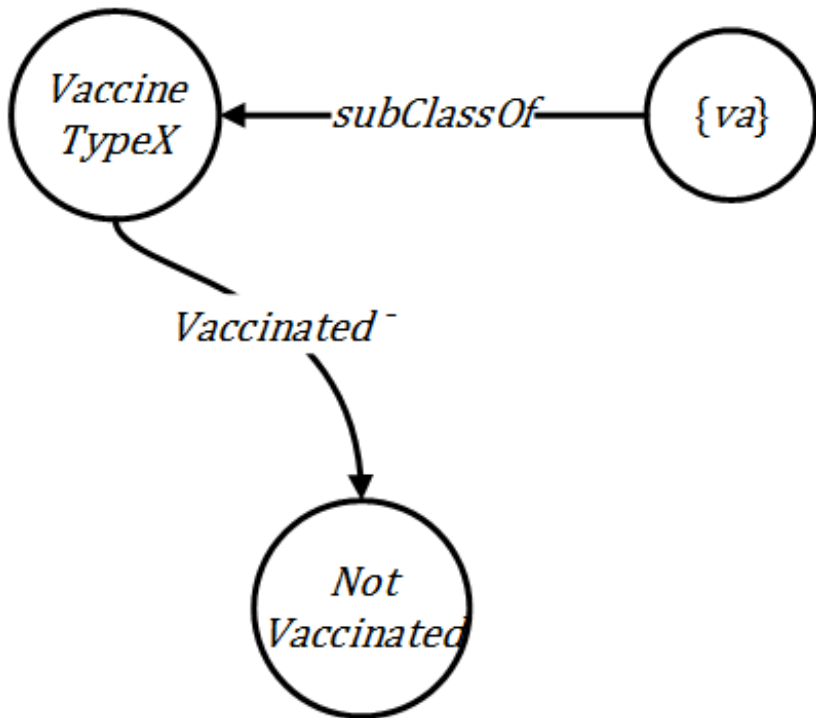 Vaccine
TypeX
subClassOf
{va}
Vaccinated⁻
Not
Vaccinated